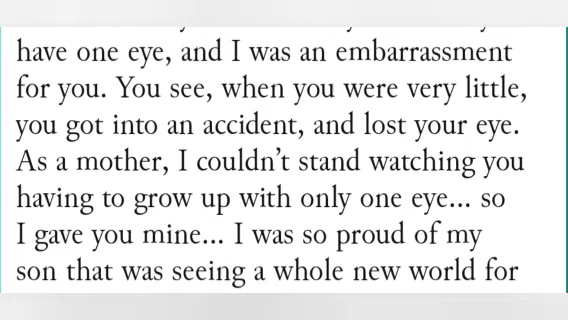 have one eye, and I was an embarrassment
for you. You see, when you were very little,
you got into an accident, and lost your eye.
As a mother, I couldn’t stand watching you
having to grow up with only one eye... so
I gave you mine... I was so proud of my
son that was seeing a whole new world for